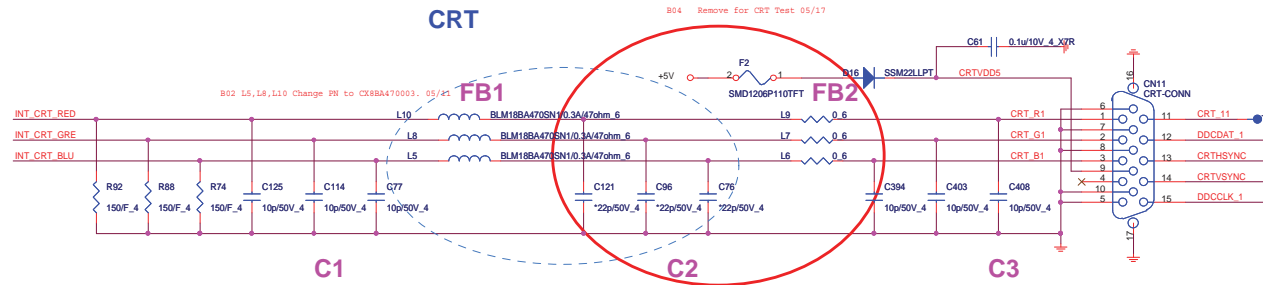 B04 Remove for CRT Test 05/17
CRT
C61 0.1u/10V_4_X7R
+5V 2 F2 1 D16 SSM22LLPT CRTVDD5
SMD1206P110TFT
16
CN11
CRT-CONN
B02 L5,L8,L10 Change PN to CX8BA470003. 05/11
FB1 FB2
INT_CRT_RED L10 BLM18BA470SN1/0.3A/47ohm_6 L9 0_6 CRT_R1
INT_CRT_GRE L8 BLM18BA470SN1/0.3A/47ohm_6 L7 0_6 CRT_G1
INT_CRT_BLU L5 BLM18BA470SN1/0.3A/47ohm_6 L6 0_6 CRT_B1
6
1 11 CRT_11
7
2 12 DDCDAT_1
8
3 13 CRTHSYNC
9
4 14 CRTVSYNC
10
5 15 DDCCLK_1
17
R92 R88 R74 C125 C114 C77 C121 C96 C76 C394 C403 C408
150/F_4 150/F_4 150/F_4 10p/50V_4 10p/50V_4 10p/50V_4 *22p/50V_4 *22p/50V_4 *22p/50V_4 10p/50V_4 10p/50V_4 10p/50V_4
C1 C2 C3